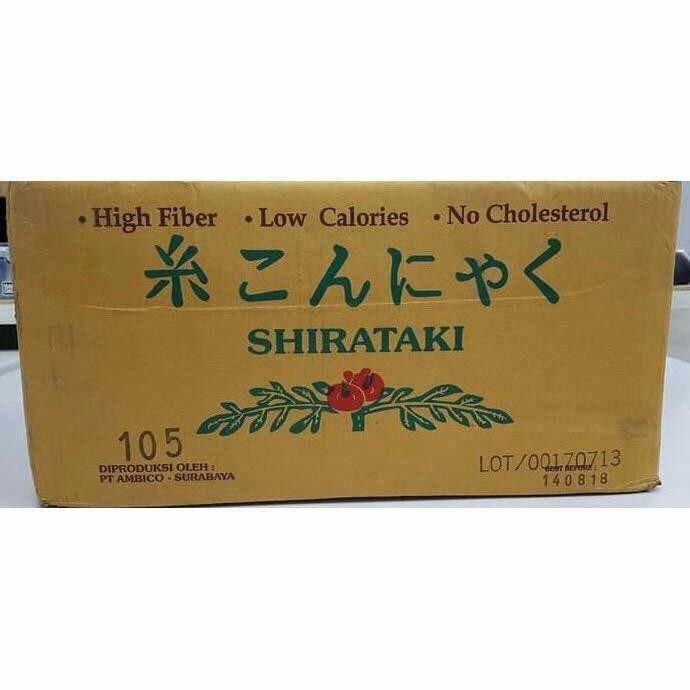 • High Fiber • Low Calories • No Cholesterol
糸こんにゃく
SHIRATAKI
105
DIPRODUKSI OLEH :
PT AMBICO - SURABAYA
LOT/00170713
BEST BEFORE :
140818